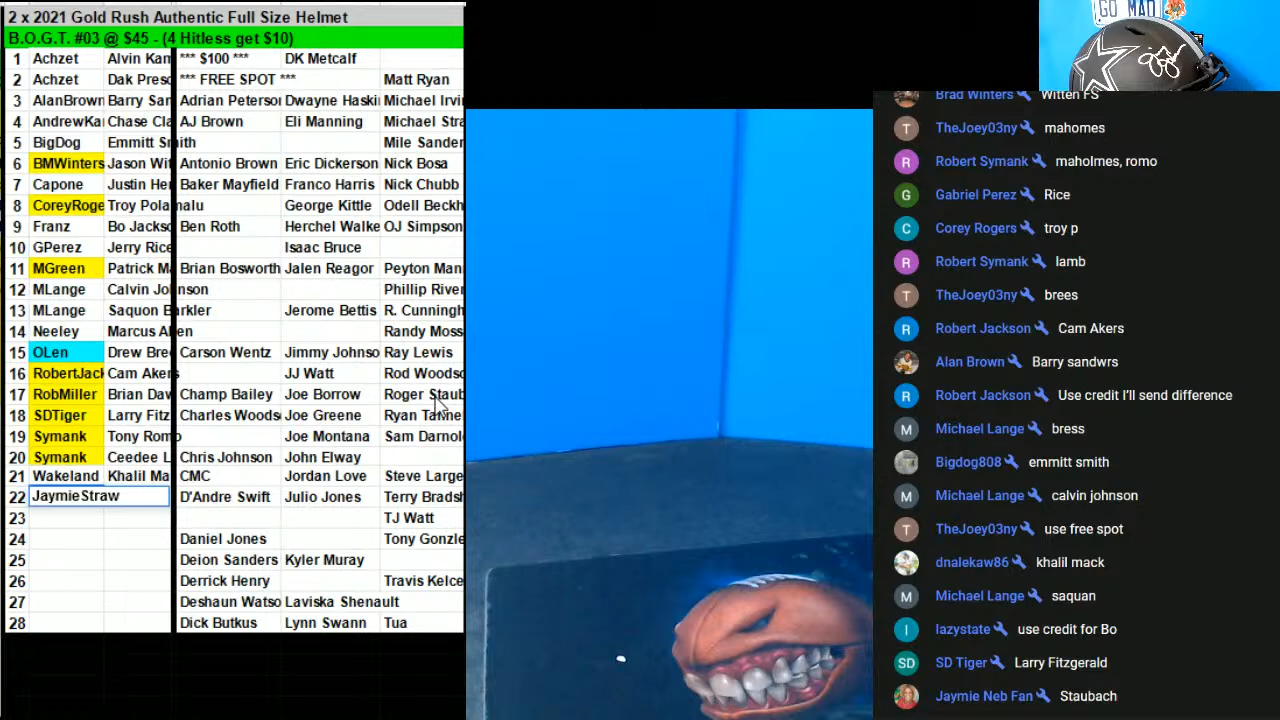 2 x 2021 Gold Rush Authentic Full Size Helmet
B.O.G.T. #03 @ $45 - (4 Hitless get $10)
1 Achzet Alvin Kam *** $100 *** DK Metcalf
2 Achzet Dak Presc *** FREE SPOT *** Matt Ryan
3 AlanBrown Barry San Adrian Peterson Dwayne Haski Michael Irvi
4 AndrewKa Chase Cla AJ Brown Eli Manning Michael Stra
5 BigDog Emmitt Smith Mile Sander
6 BMWinters Jason Wit Antonio Brown Eric Dickerson Nick Bosa
7 Capone Justin Her Baker Mayfield Franco Harris Nick Chubb
8 CoreyRoge Troy Polamalu George Kittle Odell Beckh
9 Franz Bo Jackso Ben Roth Herchel Walke OJ Simpson
10 GPerez Jerry Rice Isaac Bruce
11 MGreen Patrick Ma Brian Bosworth Jalen Reagor Peyton Man
12 MLange Calvin Johnson Phillip River
13 MLange Saquon Barkler Jerome Bettis R. Cunningh
14 Neeley Marcus Allen Randy Moss
15 OLen Drew Bree Carson Wentz Jimmy Johnso Ray Lewis
16 RobertJack Cam Akers JJ Watt Rod Woodso
17 RobMiller Brian Daw Champ Bailey Joe Borrow Roger Staub
18 SDTiger Larry Fitz Charles Woods Joe Greene Ryan Tanne
19 Symank Tony Romo Joe Montana Sam Darnol
20 Symank Ceedee L Chris Johnson John Elway
21 Wakeland Khalil Ma CMC Jordan Love Steve Large
22 JaymieStraw D'Andre Swift Julio Jones Terry Bradsh
23 TJ Watt
24 Daniel Jones Tony Gonzle
25 Deion Sanders Kyler Muray
26 Derrick Henry Travis Kelce
27 Deshaun Watso Laviska Shenault
28 Dick Butkus Lynn Swann Tua
GO MAD
Brad Winters Witten FS
T TheJoey03ny mahomes
R Robert Symank maholmes, romo
G Gabriel Perez Rice
C Corey Rogers troy p
R Robert Symank lamb
T TheJoey03ny brees
R Robert Jackson Cam Akers
Alan Brown Barry sandwrs
R Robert Jackson Use credit I'll send difference
M Michael Lange bress
Bigdog808 emmitt smith
M Michael Lange calvin johnson
T TheJoey03ny use free spot
dnalekaw86 khalil mack
M Michael Lange saquan
l lazystate use credit for Bo
SD SD Tiger Larry Fitzgerald
Jaymie Neb Fan Staubach